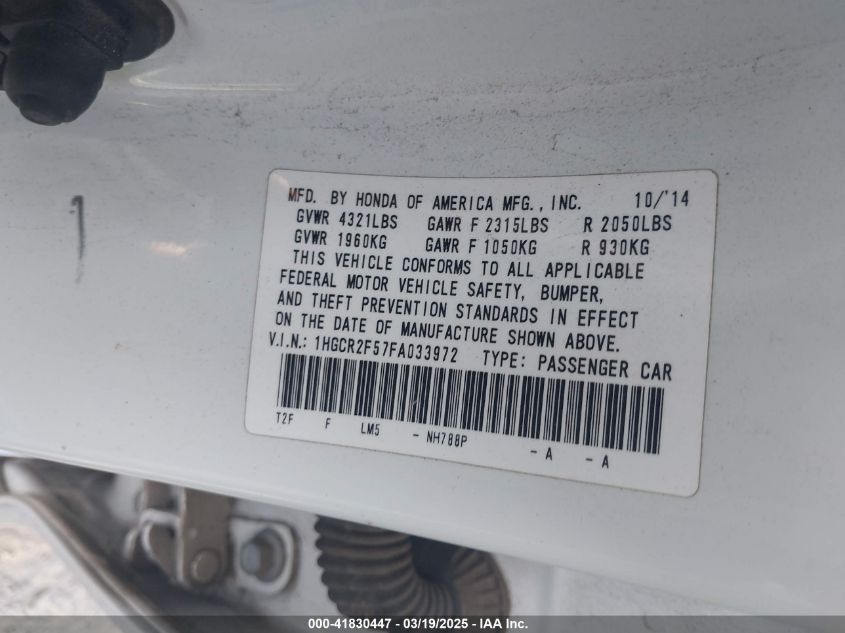 MFD. BY HONDA OF AMERICA MFG., INC. 10/'14
GVWR 4321LBS GAWR F 2315LBS R 2050LBS
GVWR 1960KG GAWR F 1050KG R 930KG
THIS VEHICLE CONFORMS TO ALL APPLICABLE
FEDERAL MOTOR VEHICLE SAFETY, BUMPER,
AND THEFT PREVENTION STANDARDS IN EFFECT
ON THE DATE OF MANUFACTURE SHOWN ABOVE.
V.I.N.: 1HGCR2F57FA033972 TYPE: PASSENGER CAR
T2F F LM5 - NH788P - A - A
000-41830447 - 03/19/2025 - IAA Inc.